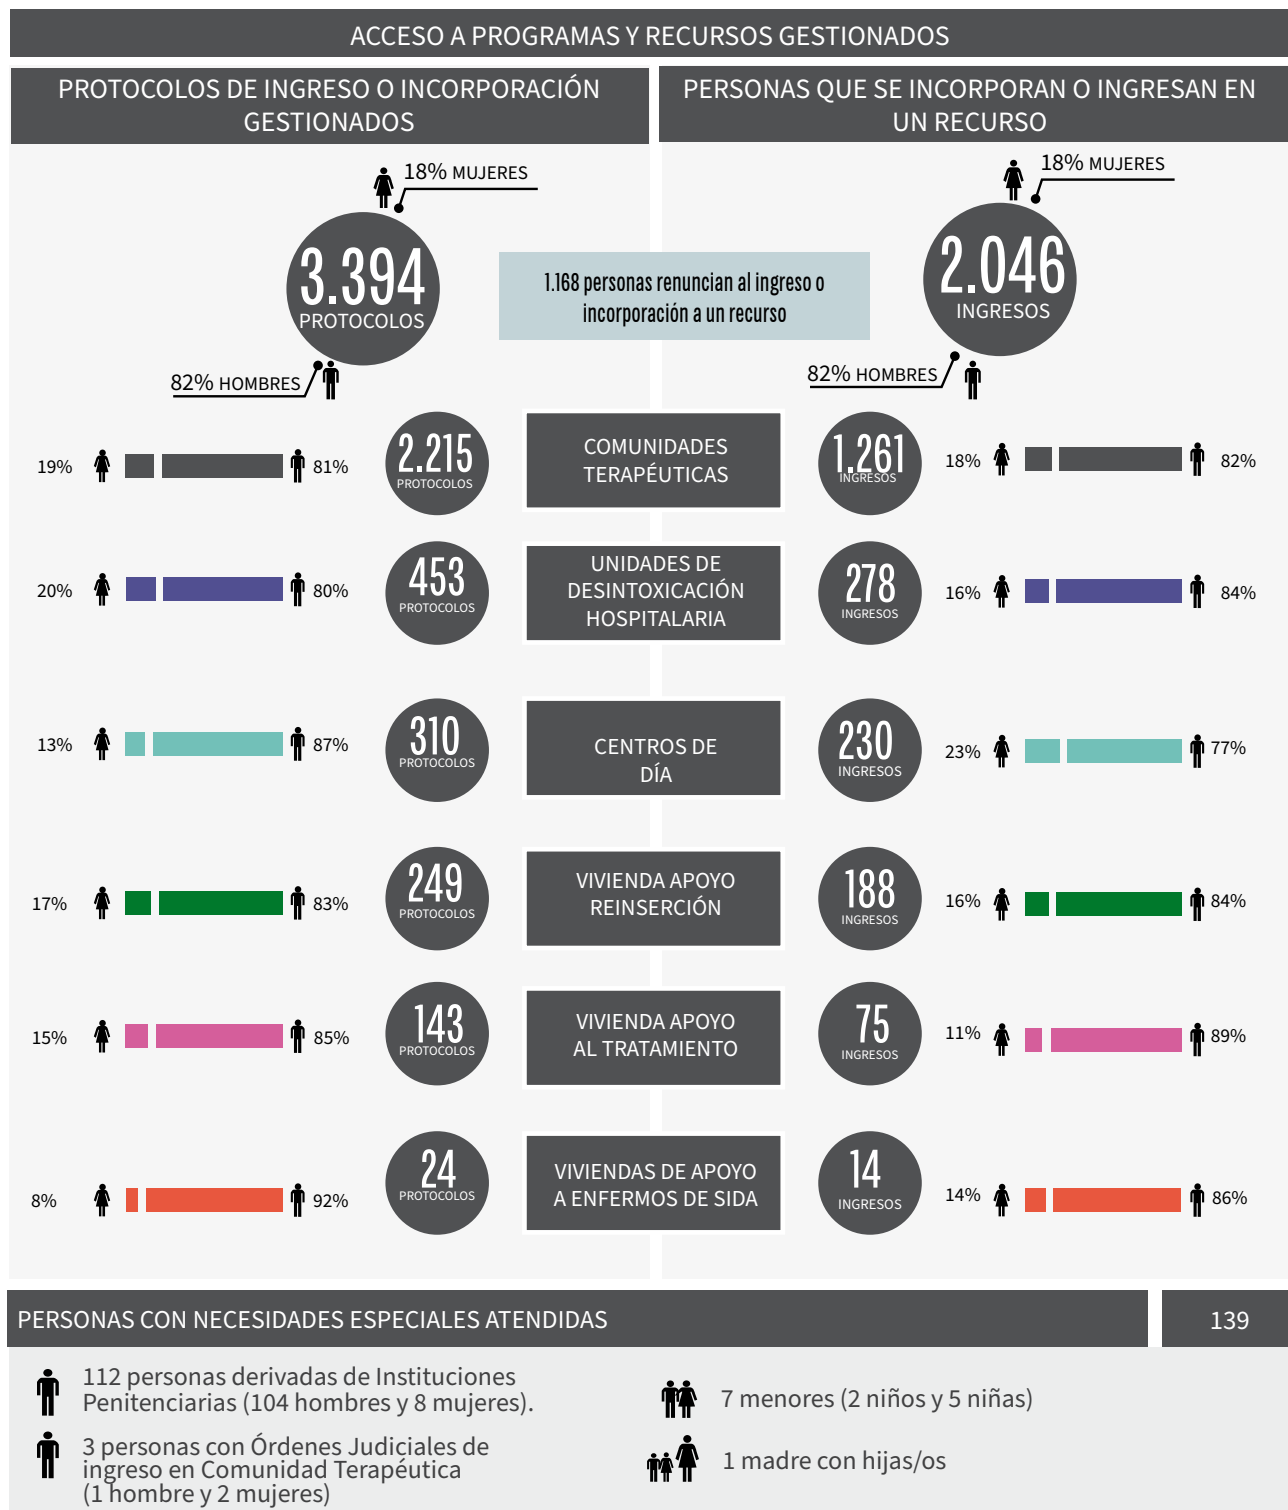 ACCESO A PROGRAMAS Y RECURSOS GESTIONADOS
PROTOCOLOS DE INGRESO O INCORPORACIÓN
GESTIONADOS
PERSONAS QUE SE INCORPORAN O INGRESAN EN
UN RECURSO
18% MUJERES
3.394
PROTOCOLOS
82% HOMBRES
1.168 personas renuncian al ingreso o
incorporación a un recurso
18% MUJERES
2.046
INGRESOS
82% HOMBRES
19%
81%
2.215
PROTOCOLOS
COMUNIDADES
TERAPÉUTICAS
1.261
INGRESOS
18%
82%
20%
80%
453
PROTOCOLOS
UNIDADES DE
DESINTOXICACIÓN
HOSPITALARIA
278
INGRESOS
16%
84%
13%
87%
310
PROTOCOLOS
CENTROS DE
DÍA
230
INGRESOS
23%
77%
17%
83%
249
PROTOCOLOS
VIVIENDA APOYO
REINSERCIÓN
188
INGRESOS
16%
84%
15%
85%
143
PROTOCOLOS
VIVIENDA APOYO
AL TRATAMIENTO
75
INGRESOS
11%
89%
8%
92%
24
PROTOCOLOS
VIVIENDAS DE APOYO
A ENFERMOS DE SIDA
14
INGRESOS
14%
86%
PERSONAS CON NECESIDADES ESPECIALES ATENDIDAS
139
112 personas derivadas de Instituciones
Penitenciarias (104 hombres y 8 mujeres).
3 personas con Órdenes Judiciales de
ingreso en Comunidad Terapéutica
(1 hombre y 2 mujeres)
7 menores (2 niños y 5 niñas)
1 madre con hijas/os